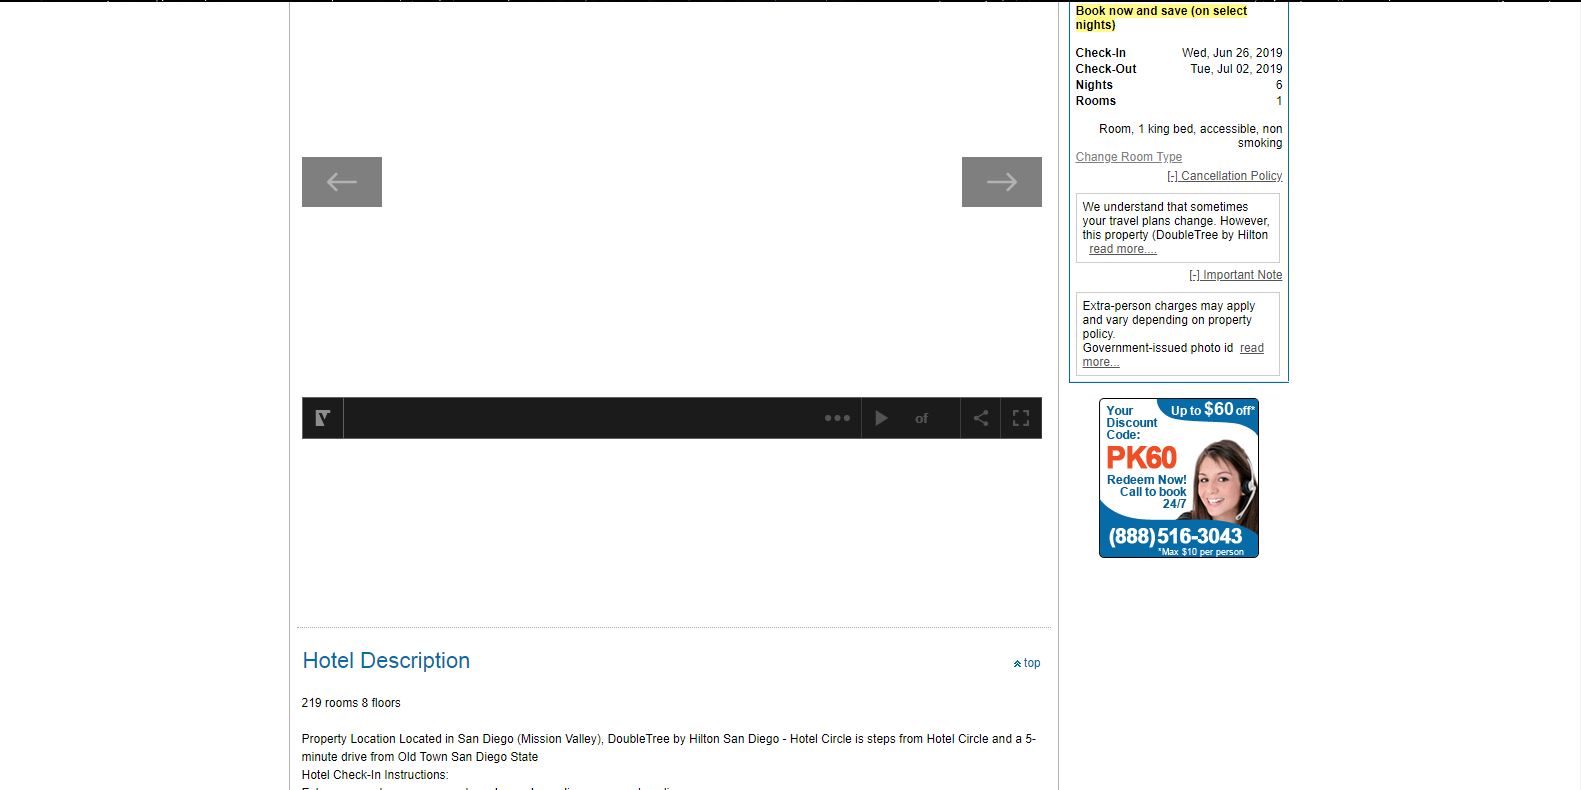 Book now and save (on select
nights)
Check-In Wed, Jun 26, 2019
Check-Out Tue, Jul 02, 2019
Nights 6
Rooms 1
Room, 1 king bed, accessible, non
smoking
Change Room Type
[-] Cancellation Policy
We understand that sometimes
your travel plans change. However,
this property (DoubleTree by Hilton
read more....
[-] Important Note
Extra-person charges may apply
and vary depending on property
policy.
Government-issued photo id read
more...
of
Your
Discount
Code:
Up to $60 off*
PK60
Redeem Now!
Call to book
24/7
(888)516-3043
*Max $10 per person
Hotel Description
top
219 rooms 8 floors
Property Location Located in San Diego (Mission Valley), DoubleTree by Hilton San Diego - Hotel Circle is steps from Hotel Circle and a 5-
minute drive from Old Town San Diego State
Hotel Check-In Instructions: